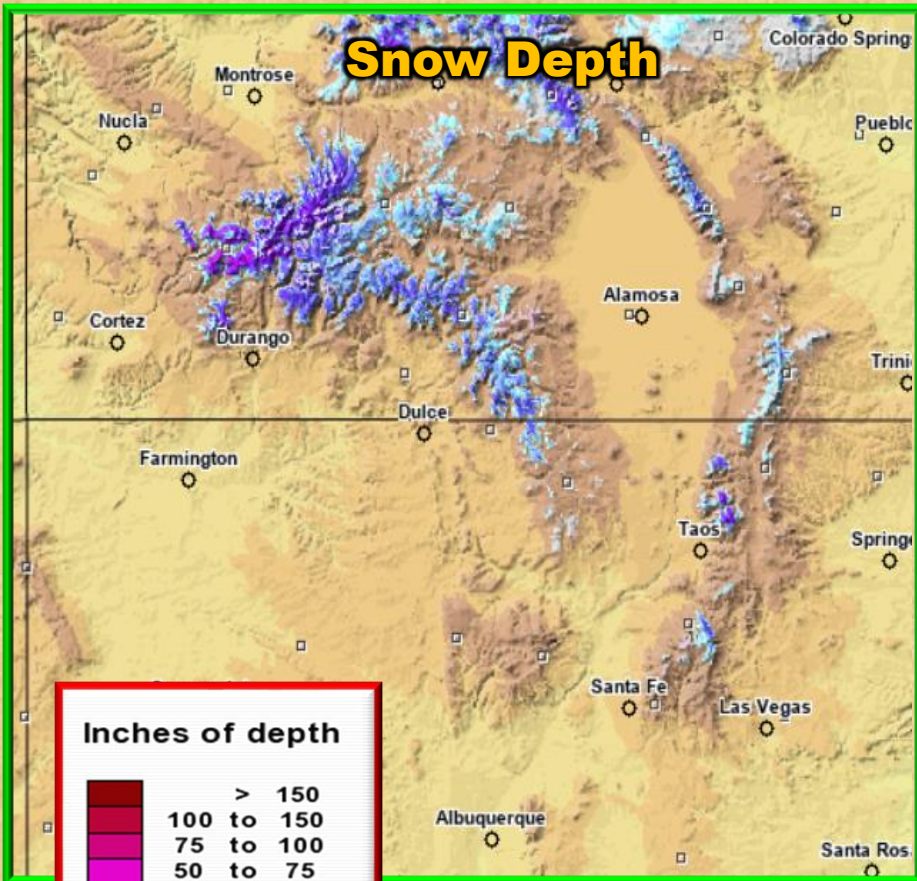 Snow Depth
Colorado Spring
Montrose
Nucla
Pueblo
Alamosa
Cortez
Durango
Trini
Dulce
Farmington
Taos
Springe
Santa Fe
Las Vegas
Albuquerque
Santa Ros
Inches of depth
> 150
100 to 150
75 to 100
50 to 75